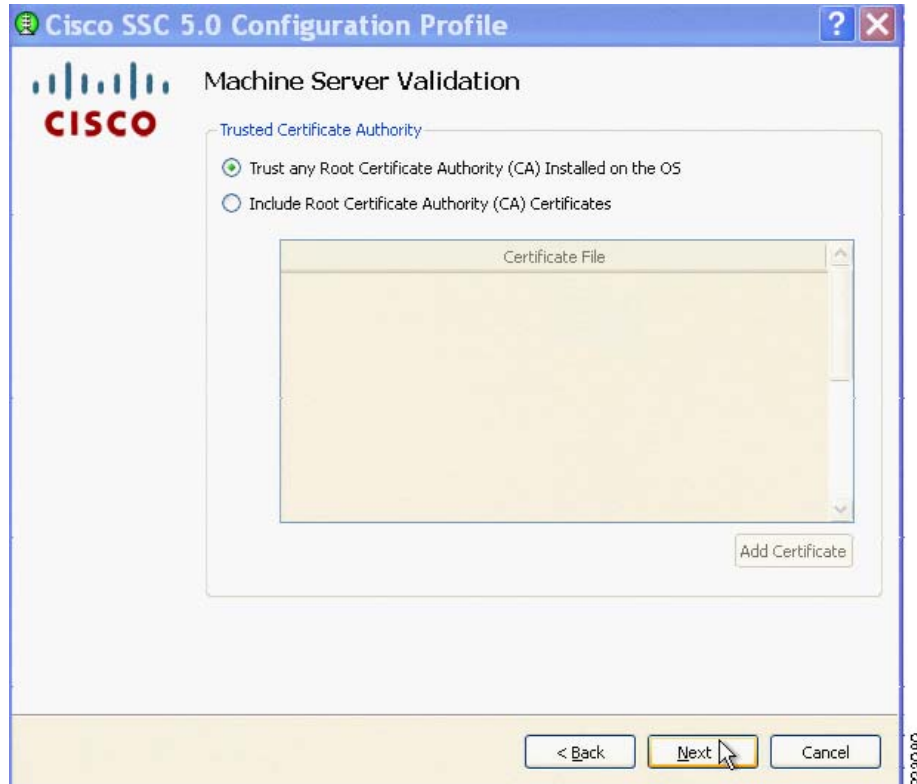 Cisco SSC 5.0 Configuration Profile
?
CISCO
Machine Server Validation
Trusted Certificate Authority
Trust any Root Certificate Authority (CA) Installed on the OS
Include Root Certificate Authority (CA) Certificates
Certificate File
Add Certificate
< Back
Next
Cancel